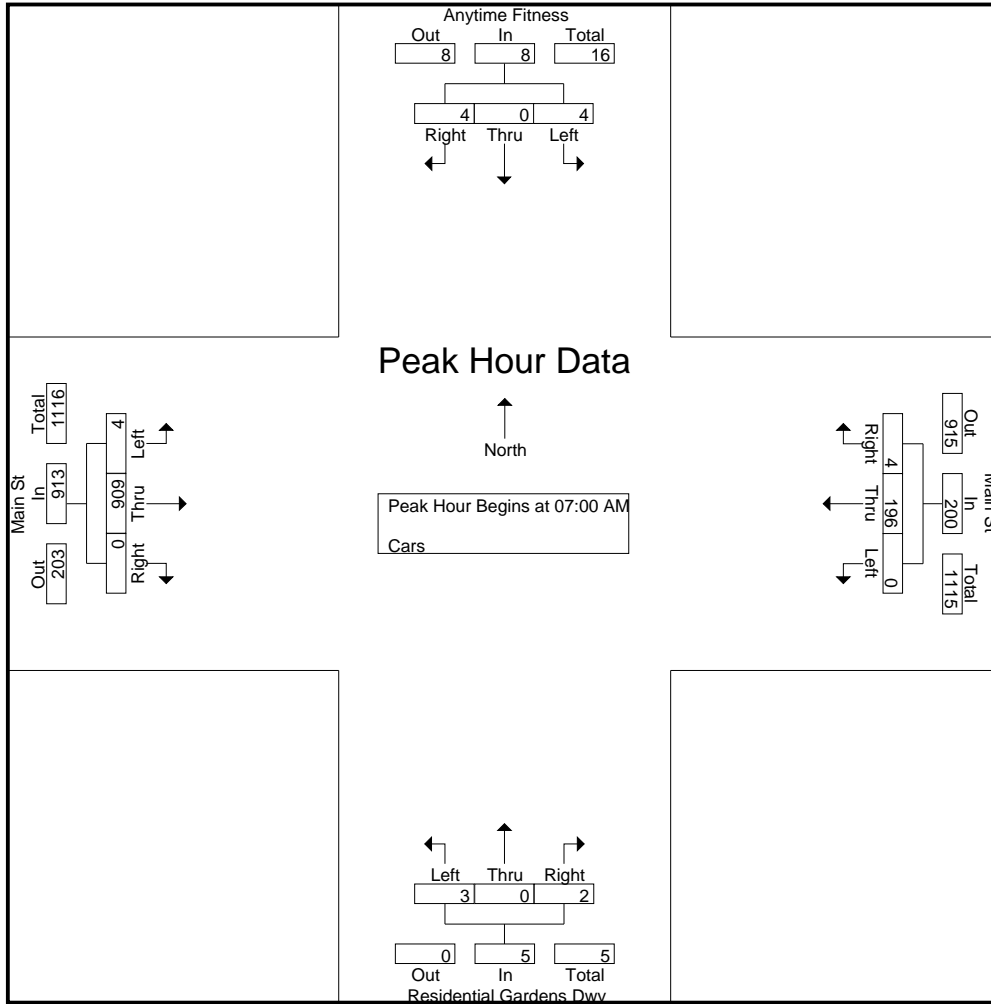 Anytime Fitness
Out In Total
8 8 16
4 0 4
Right Thru Left
Peak Hour Data
North
Peak Hour Begins at 07:00 AM
Cars
Main St
Out In Total
203 913 1116
0 909 4
Right Thru Left
Main St
Out In Total
915 200 1115
4 196 0
Right Thru Left
Left Thru Right
3 0 2
0 5 5
Out In Total
Residential Gardens Dwy